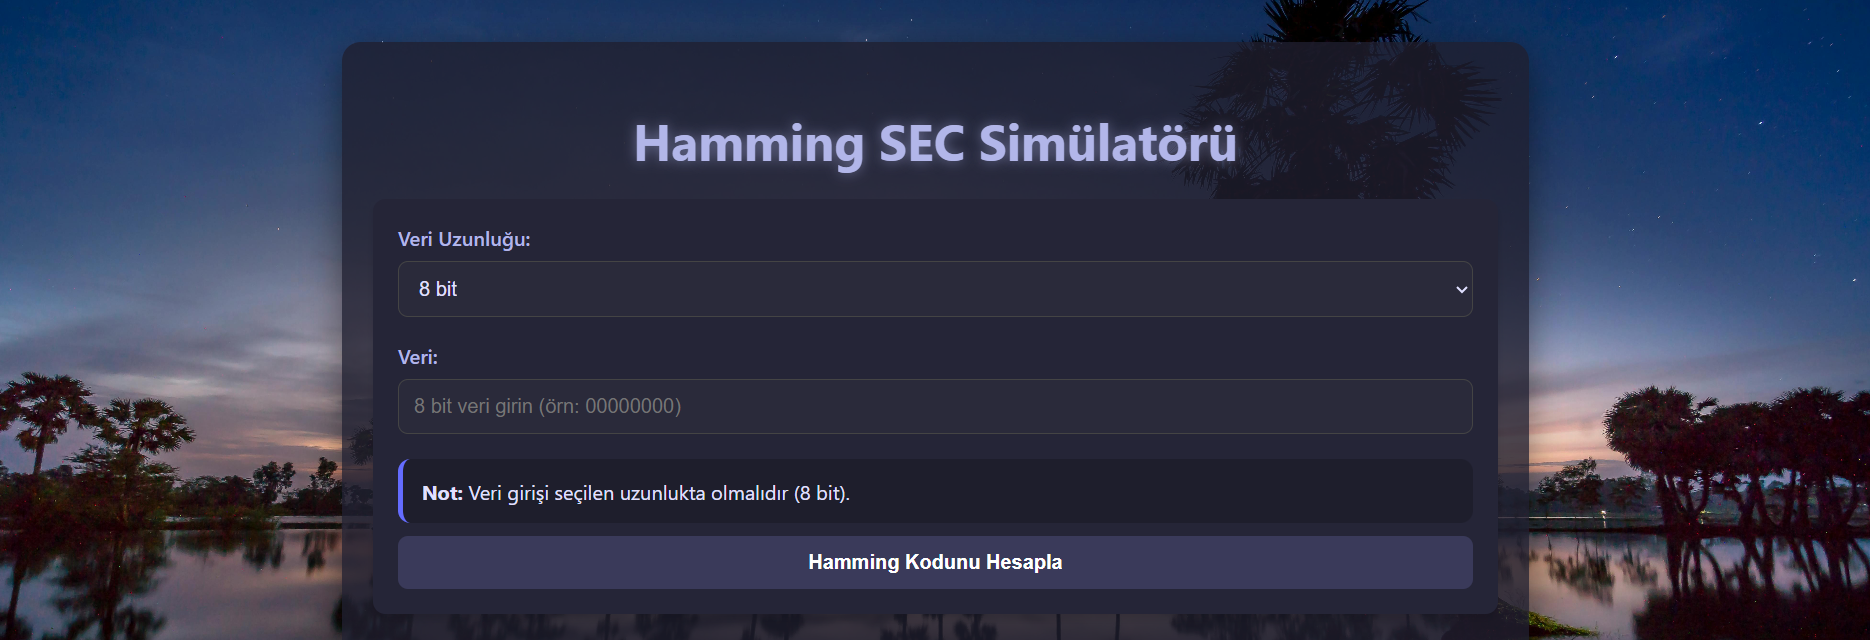 Hamming SEC Simülatörü
Veri Uzunluğu:
8 bit
Veri:
8 bit veri girin (örn: 00000000)
Not: Veri girişi seçilen uzunlukta olmalıdır (8 bit).
Hamming Kodunu Hesapla